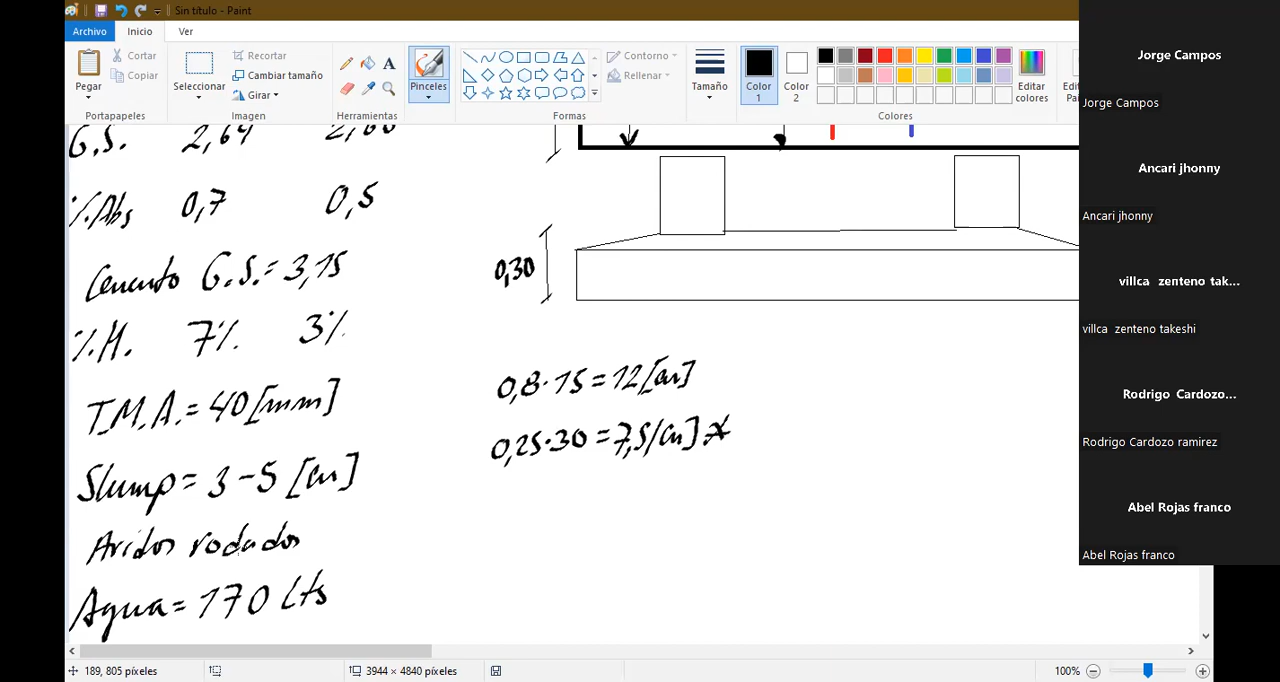 Sin título - Paint
Archivo Inicio Ver
Pegar
Cortar
Copiar
Portapapeles
Seleccionar
Recortar
Cambiar tamaño
Girar
Imagen
A
Herramientas
Pinceles
Contorno
Rellenar
Formas
Tamaño
Color 1
Color 2
Editar colores
Colores
G.S. 2,64
%Abs 0,7 0,5
Cemento G.S.= 3,15
%H. 7% 3%
T.M.A.= 40 [mm]
Slump = 3-5 [cm]
Aridos rodados
Agua = 170 Lts
0,30
0,8·15 = 12 [cm]
0,25·30 = 7,5 [cm]
Jorge Campos
Jorge Campos
Ancari jhonny
Ancari jhonny
villca zenteno tak...
villca zenteno takeshi
Rodrigo Cardozo...
Rodrigo Cardozo ramirez
Abel Rojas franco
Abel Rojas franco
189, 805 píxeles
3944 × 4840 píxeles
100%